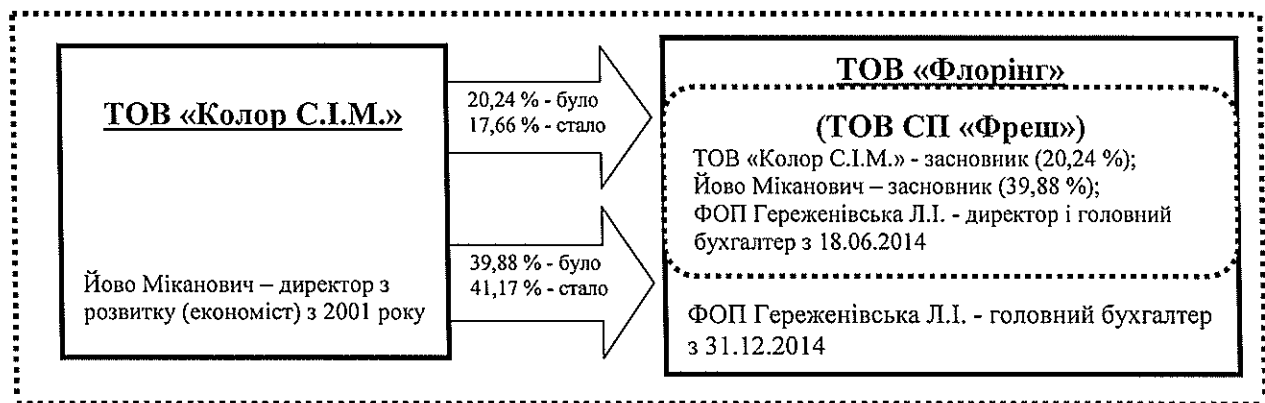 ТОВ «Колор С.І.М.»
Йово Міканович – директор з
розвитку (економіст) з 2001 року
20,24 % - було
17,66 % - стало
39,88 % - було
41,17 % - стало
ТОВ «Флорінг»
(ТОВ СП «Фреш»)
ТОВ «Колор С.І.М.» - засновник (20,24 %);
Йово Міканович – засновник (39,88 %);
ФОП Гереженівська Л.І. - директор і головний
бухгалтер з 18.06.2014
ФОП Гереженівська Л.І. - головний бухгалтер
з 31.12.2014